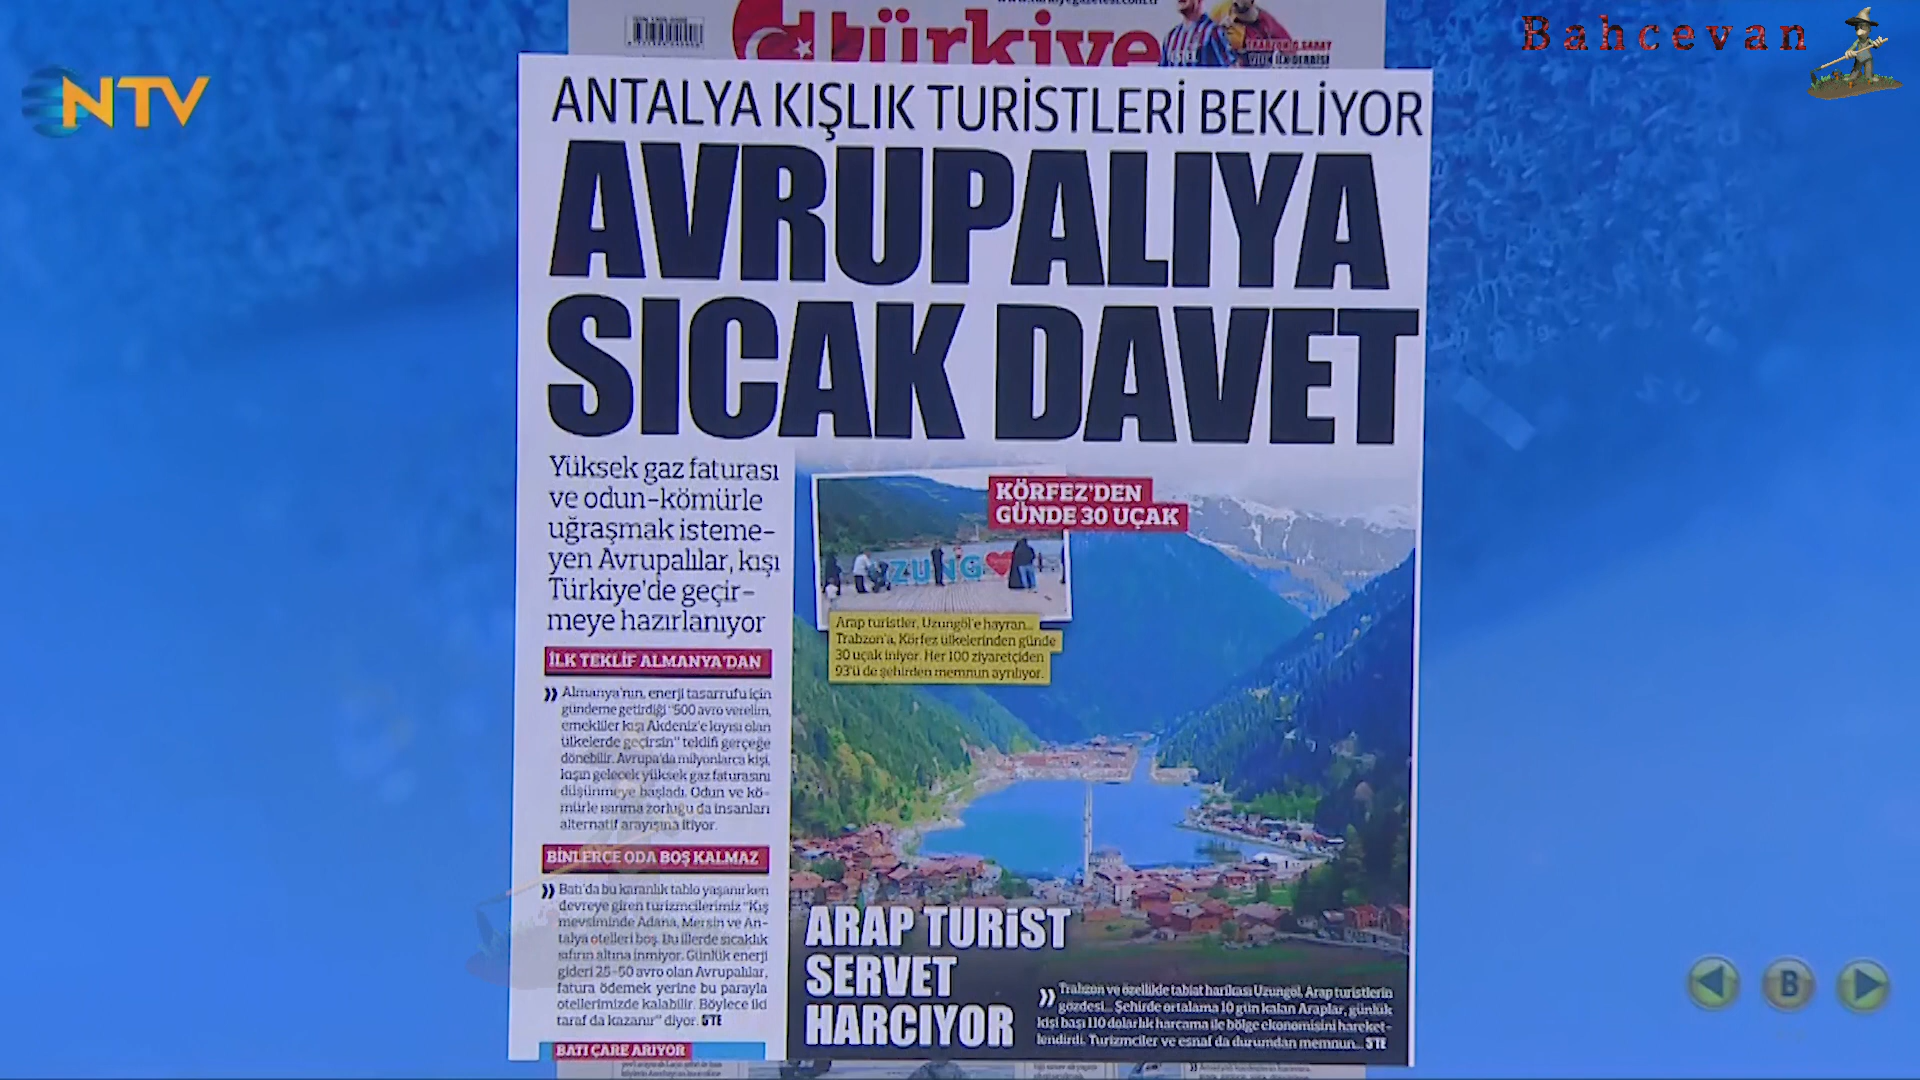 türkiye
NTV
Bahcevan
ANTALYA KIŞLIK TURİSTLERİ BEKLİYOR
AVRUPALIYA
SICAK DAVET
Yüksek gaz faturası
ve odun-kömürle
uğraşmak isteme-
yen Avrupalılar, kışı
Türkiye'de geçir-
meye hazırlanıyor
İLK TEKLİF ALMANYA'DAN
» Almanya'nın, enerji tasarrufu için
gündeme getirdiği "500 avro verelim,
emekliler kışı Akdeniz'e kıyısı olan
ülkelerde geçirsin" teklifi gerçeğe
dönebilir. Avrupa'da milyonlarca kişi,
kışın gelecek yüksek gaz faturasını
düşünmeye başladı. Odun ve kö-
mürle ısınma zorluğu da insanları
alternatif arayışına itiyor.
BİNLERCE ODA BOŞ KALMAZ
» Batı'da bu karanlık tablo yaşanırken
devreye giren turizmcilerimiz "Kış
mevsiminde Adana, Mersin ve An-
talya otelleri boş. Bu illerde sıcaklık
sıfırın altına inmiyor. Günlük enerji
gideri 25-50 avro olan Avrupalılar,
fatura ödemek yerine bu parayla
otellerimizde kalabilir. Böylece iki
taraf da kazanır" diyor. 5'TE
BATI ÇARE ARIYOR
KÖRFEZ'DEN
GÜNDE 30 UÇAK
UZUNG
Arap turistler, Uzungöl'e hayran...
Trabzon'a, Körfez ülkelerinden günde
30 uçak iniyor. Her 100 ziyaretçiden
93'ü de şehirden memnun ayrılıyor.
ARAP TURİST
SERVET
HARCIYOR
» Trabzon ve özellikle tabiat harikası Uzungöl, Arap turistlerin
gözdesi... Şehirde ortalama 10 gün kalan Araplar, günlük
kişi başı 110 dolarlık harcama ile bölge ekonomisini hareket-
lendirdi. Turizmciler ve esnaf da durumdan memnun... 5'TE
B